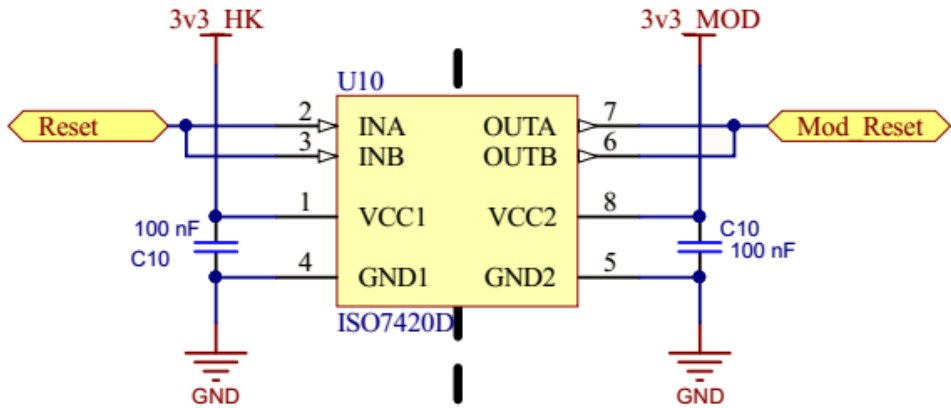 3v3_HK
3v3_MOD
U10
Reset
2
INA
OUTA
7
Mod_Reset
3
INB
OUTB
6
1
VCC1
VCC2
8
100 nF
C10
C10
100 nF
4
GND1
GND2
5
ISO7420D
GND
GND